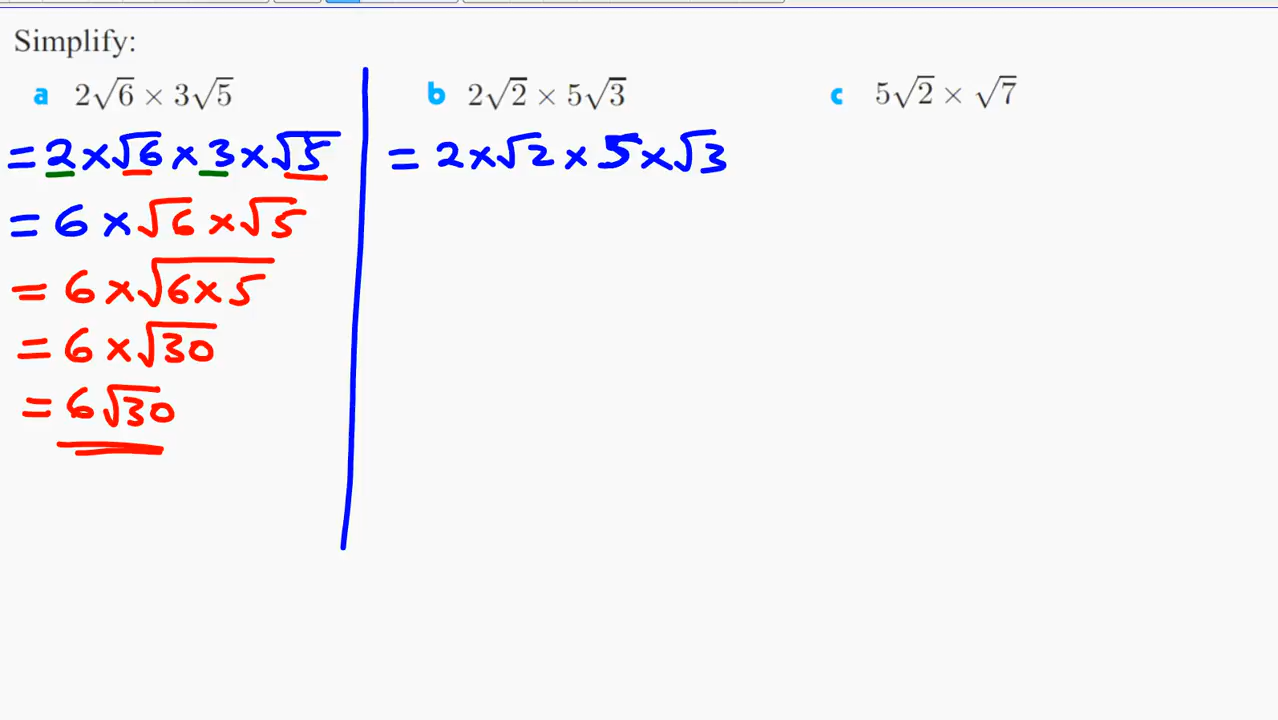 Simplify:
a 2√6 × 3√5
= 2 × √6 × 3 × √5
= 6 × √6 × √5
= 6 × √(6 × 5)
= 6 × √30
= 6√30
b 2√2 × 5√3
= 2 × √2 × 5 × √3
c 5√2 × √7